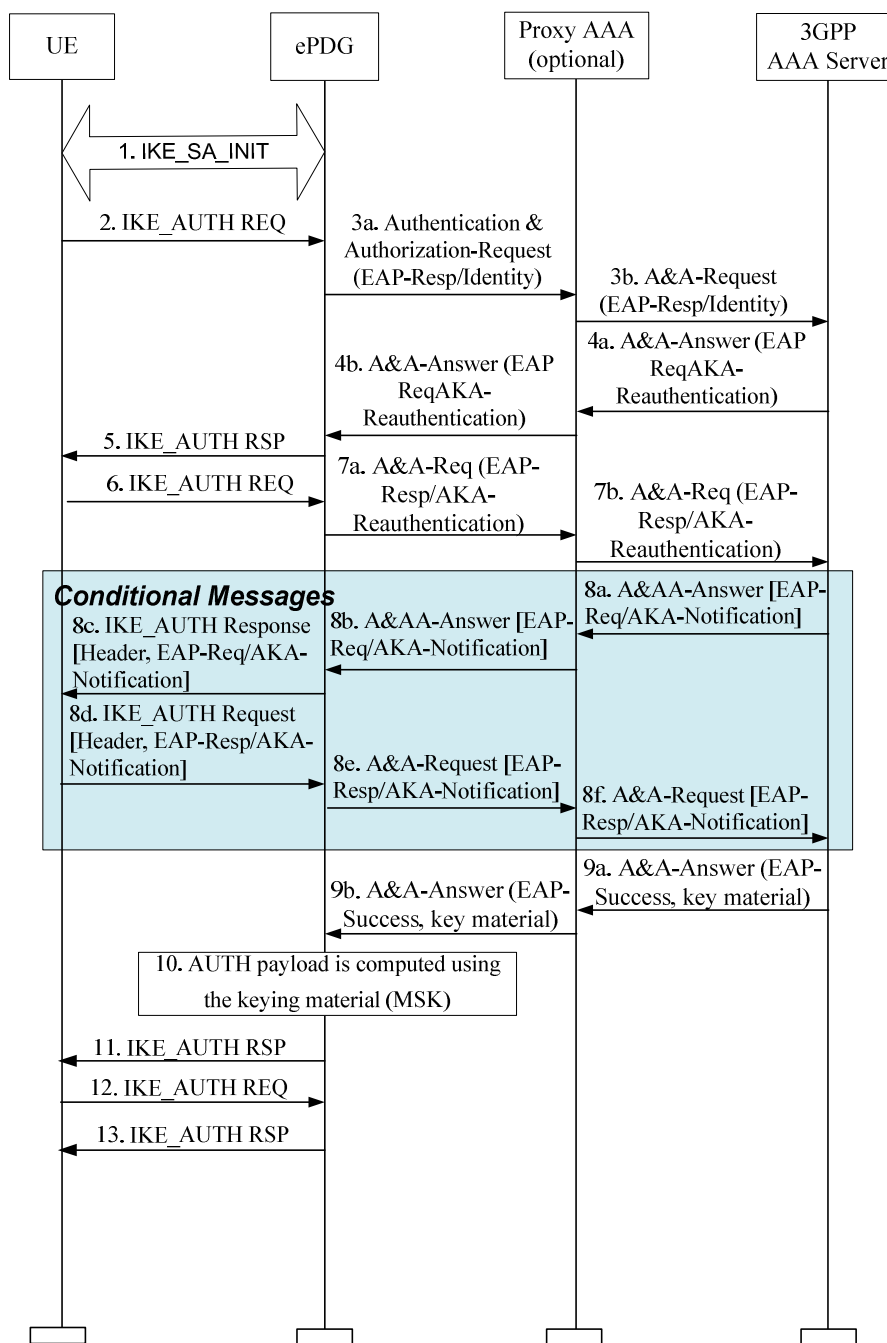 UE
ePDG
Proxy AAA
(optional)
3GPP
AAA Server
1. IKE_SA_INIT
2. IKE_AUTH REQ
3a. Authentication &
Authorization-Request
(EAP-Resp/Identity)
3b. A&A-Request
(EAP-Resp/Identity)
4a. A&A-Answer (EAP
ReqAKA-
Reauthentication)
4b. A&A-Answer (EAP
ReqAKA-
Reauthentication)
5. IKE_AUTH RSP
6. IKE_AUTH REQ
7a. A&A-Req (EAP-
Resp/AKA-
Reauthentication)
7b. A&A-Req (EAP-
Resp/AKA-
Reauthentication)
Conditional Messages
8a. A&AA-Answer [EAP-
Req/AKA-Notification]
8b. A&AA-Answer [EAP-
Req/AKA-Notification]
8c. IKE_AUTH Response
[Header, EAP-Req/AKA-
Notification]
8d. IKE_AUTH Request
[Header, EAP-Resp/AKA-
Notification]
8e. A&A-Request [EAP-
Resp/AKA-Notification]
8f. A&A-Request [EAP-
Resp/AKA-Notification]
9a. A&A-Answer (EAP-
Success, key material)
9b. A&A-Answer (EAP-
Success, key material)
10. AUTH payload is computed using
the keying material (MSK)
11. IKE_AUTH RSP
12. IKE_AUTH REQ
13. IKE_AUTH RSP